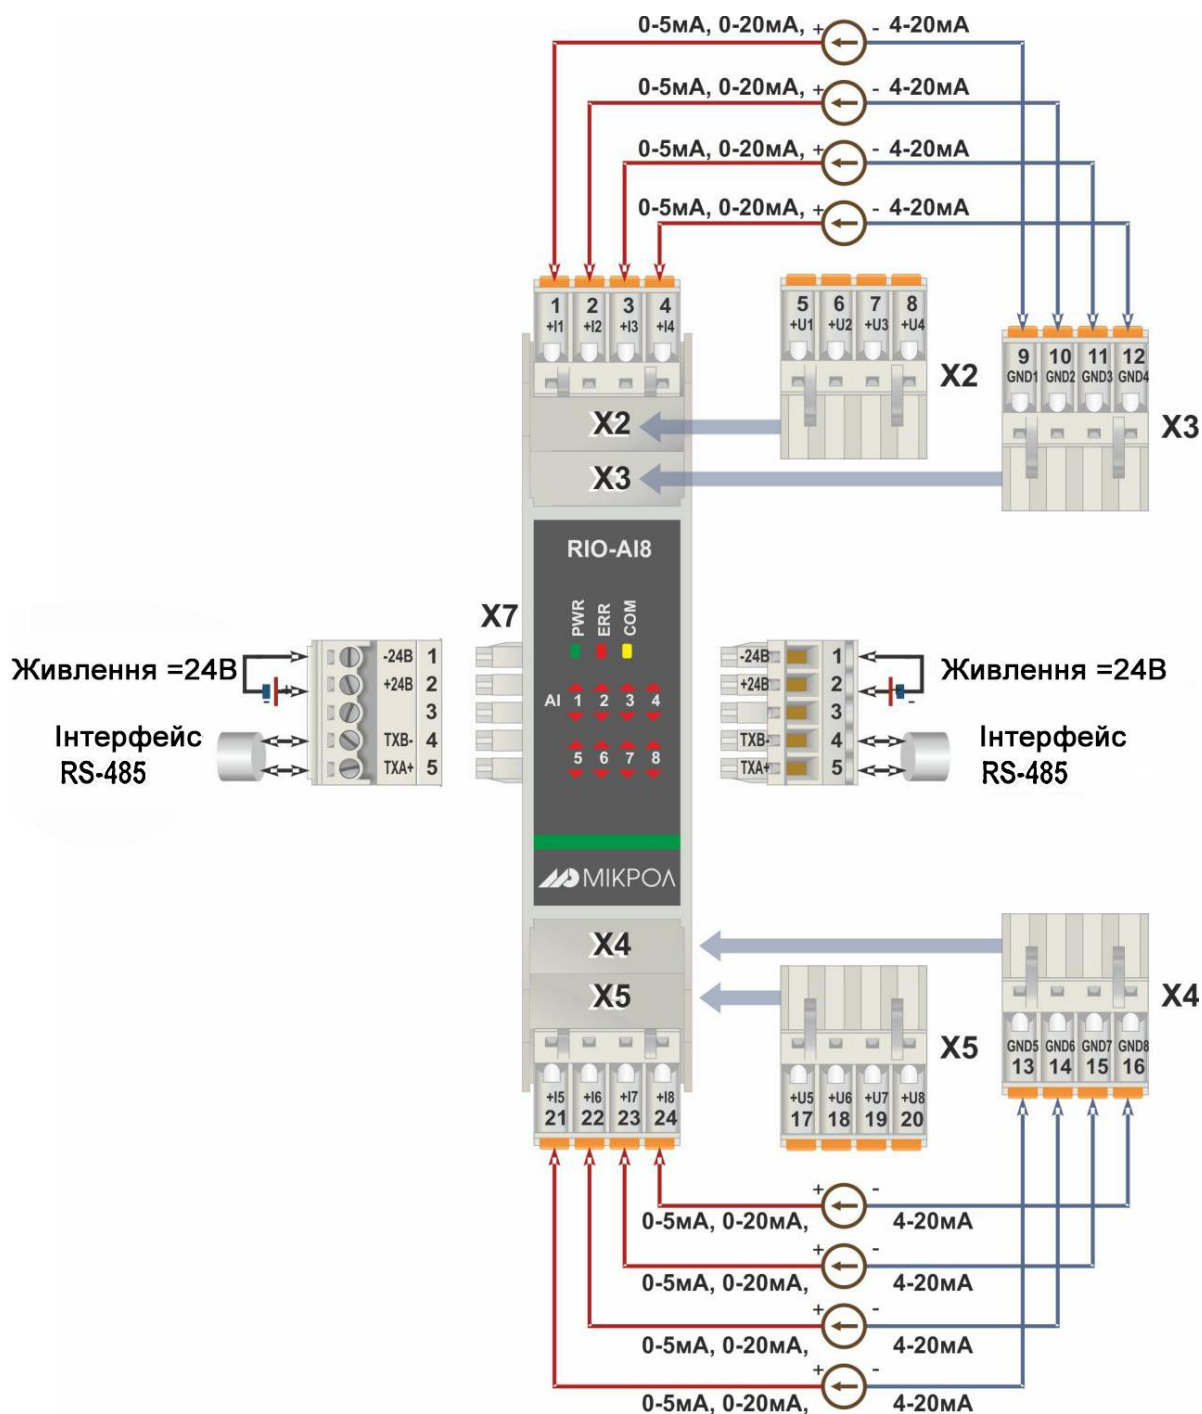 0-5мА, 0-20мА, + - 4-20мА
0-5мА, 0-20мА, + - 4-20мА
0-5мА, 0-20мА, + - 4-20мА
0-5мА, 0-20мА, + - 4-20мА
1 2 3 4
+I1 +I2 +I3 +I4
5 6 7 8
+U1 +U2 +U3 +U4
X2
9 10 11 12
GND1 GND2 GND3 GND4
X3
X2
X3
RIO-AI8
PWR ERR COM
AI 1 2 3 4
5 6 7 8
МІКРОЛ
X7
Живлення =24В
Інтерфейс
RS-485
-24В 1
+24В 2
3
TXB- 4
TXA+ 5
-24В 1
+24В 2
3
TXB- 4
TXA+ 5
Живлення =24В
Інтерфейс
RS-485
X4
X5
X4
GND5 GND6 GND7 GND8
13 14 15 16
X5
+U5 +U6 +U7 +U8
17 18 19 20
+I5 +I6 +I7 +I8
21 22 23 24
+ -
0-5мА, 0-20мА, 4-20мА
+ -
0-5мА, 0-20мА, 4-20мА
+ -
0-5мА, 0-20мА, 4-20мА
+ -
0-5мА, 0-20мА, 4-20мА